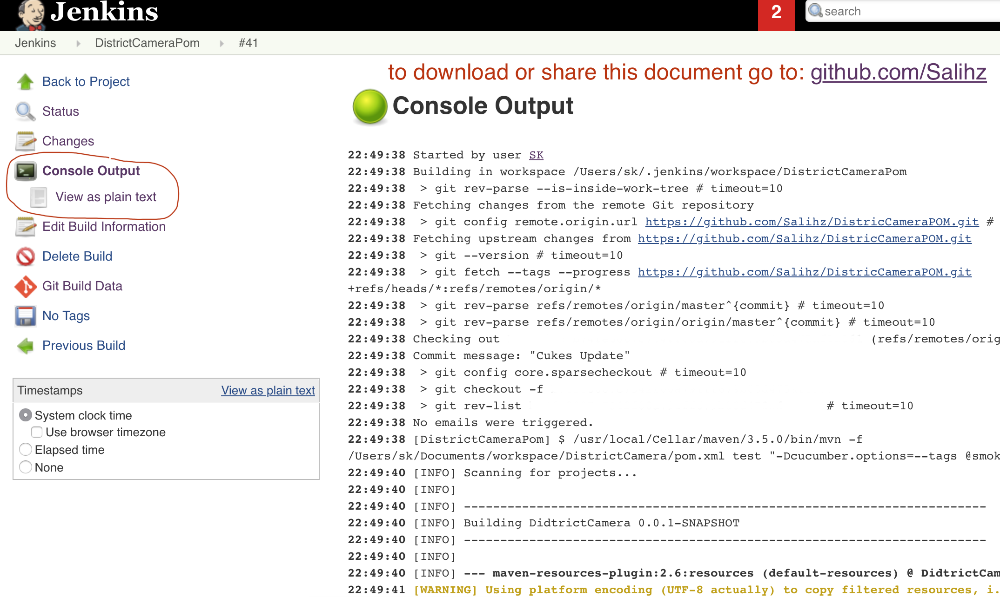 Jenkins
2
search
Jenkins
DistrictCameraPom
#41
to download or share this document go to: github.com/Salihz
Back to Project
Status
Changes
Console Output
View as plain text
Edit Build Information
Delete Build
Git Build Data
No Tags
Previous Build
Timestamps
View as plain text
System clock time
Use browser timezone
Elapsed time
None
Console Output
22:49:38 Started by user SK
22:49:38 Building in workspace /Users/sk/.jenkins/workspace/DistrictCameraPom
22:49:38  > git rev-parse --is-inside-work-tree # timeout=10
22:49:38 Fetching changes from the remote Git repository
22:49:38  > git config remote.origin.url https://github.com/Salihz/DistricCameraPOM.git #
22:49:38 Fetching upstream changes from https://github.com/Salihz/DistricCameraPOM.git
22:49:38  > git --version # timeout=10
22:49:38  > git fetch --tags --progress https://github.com/Salihz/DistricCameraPOM.git
+refs/heads/*:refs/remotes/origin/*
22:49:38  > git rev-parse refs/remotes/origin/master^{commit} # timeout=10
22:49:38  > git rev-parse refs/remotes/origin/origin/master^{commit} # timeout=10
22:49:38 Checking out (refs/remotes/orig
22:49:38 Commit message: "Cukes Update"
22:49:38  > git config core.sparsecheckout # timeout=10
22:49:38  > git checkout -f
22:49:38  > git rev-list # timeout=10
22:49:38 No emails were triggered.
22:49:38 [DistrictCameraPom] $ /usr/local/Cellar/maven/3.5.0/bin/mvn -f
/Users/sk/Documents/workspace/DistrictCamera/pom.xml test "-Dcucumber.options=--tags @smok
22:49:40 [INFO] Scanning for projects...
22:49:40 [INFO]
22:49:40 [INFO] ------------------------------------------------------------------------
22:49:40 [INFO] Building DidtrictCamera 0.0.1-SNAPSHOT
22:49:40 [INFO] ------------------------------------------------------------------------
22:49:40 [INFO]
22:49:40 [INFO] --- maven-resources-plugin:2.6:resources (default-resources) @ DidtrictCam
22:49:41 [WARNING] Using platform encoding (UTF-8 actually) to copy filtered resources, i.